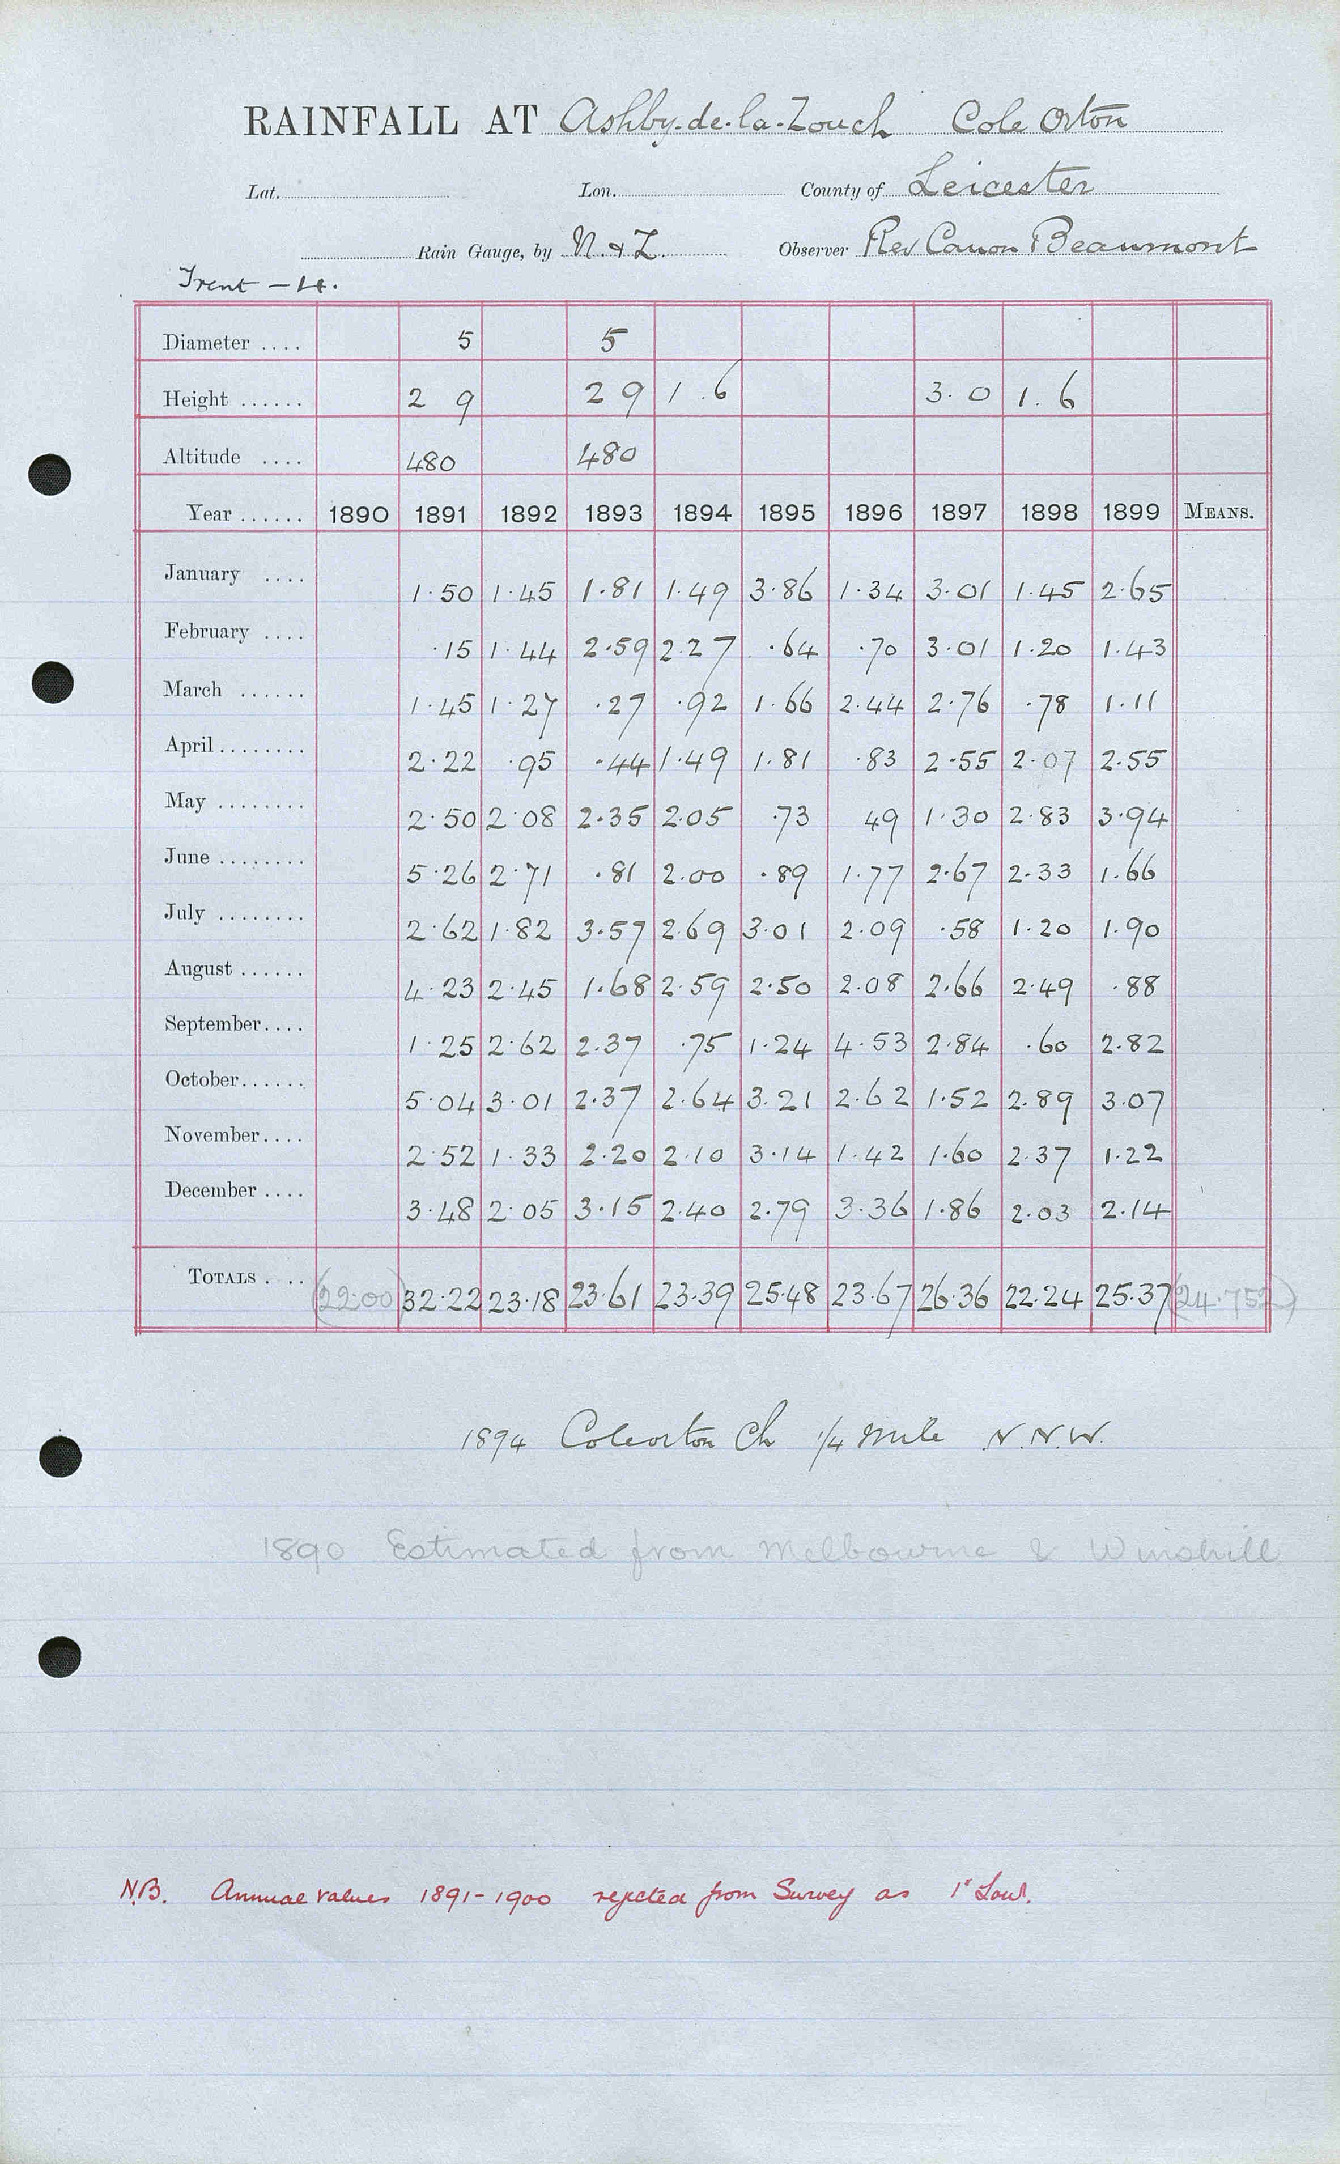 RAINFALL AT Ashby-de-la-Zouch Cole Orton
Lat. Lon. County of Leicester
Rain Gauge, by N. & Z. Observer Rev Canon Beaumont
Trent - 14.
Diameter .... 5 5
Height ...... 2 9 2 9 1.6 3.0 1.6
Altitude .... 480 480
Year ...... 1890 1891 1892 1893 1894 1895 1896 1897 1898 1899 MEANS.
January .... 1.50 1.45 1.81 1.49 3.86 1.34 3.01 1.45 2.65
February .... .15 1.44 2.59 2.27 .64 .70 3.01 1.20 1.43
March ...... 1.45 1.27 .27 .92 1.66 2.44 2.76 .78 1.11
April ........ 2.22 .95 .44 1.49 1.81 .83 2.55 2.07 2.55
May ........ 2.50 2.08 2.35 2.05 .73 49 1.30 2.83 3.94
June ........ 5.26 2.71 .81 2.00 .89 1.77 2.67 2.33 1.66
July ........ 2.62 1.82 3.57 2.69 3.01 2.09 .58 1.20 1.90
August ...... 4.23 2.45 1.68 2.59 2.50 2.08 2.66 2.49 .88
September.... 1.25 2.62 2.37 .75 1.24 4.53 2.84 .60 2.82
October...... 5.04 3.01 2.37 2.64 3.21 2.62 1.52 2.89 3.07
November.... 2.52 1.33 2.20 2.10 3.14 1.42 1.60 2.37 1.22
December .... 3.48 2.05 3.15 2.40 2.79 3.36 1.86 2.03 2.14
TOTALS .... (22.00) 32.22 23.18 23.61 23.39 25.48 23.67 26.36 22.24 25.37 (24.752)
1894 Coleorton Ch 1/4 mile N.N.W.
1890 Estimated from Melbourne & Winshill
N.B. Annual values 1891-1900 rejected from Survey as 1" Low.